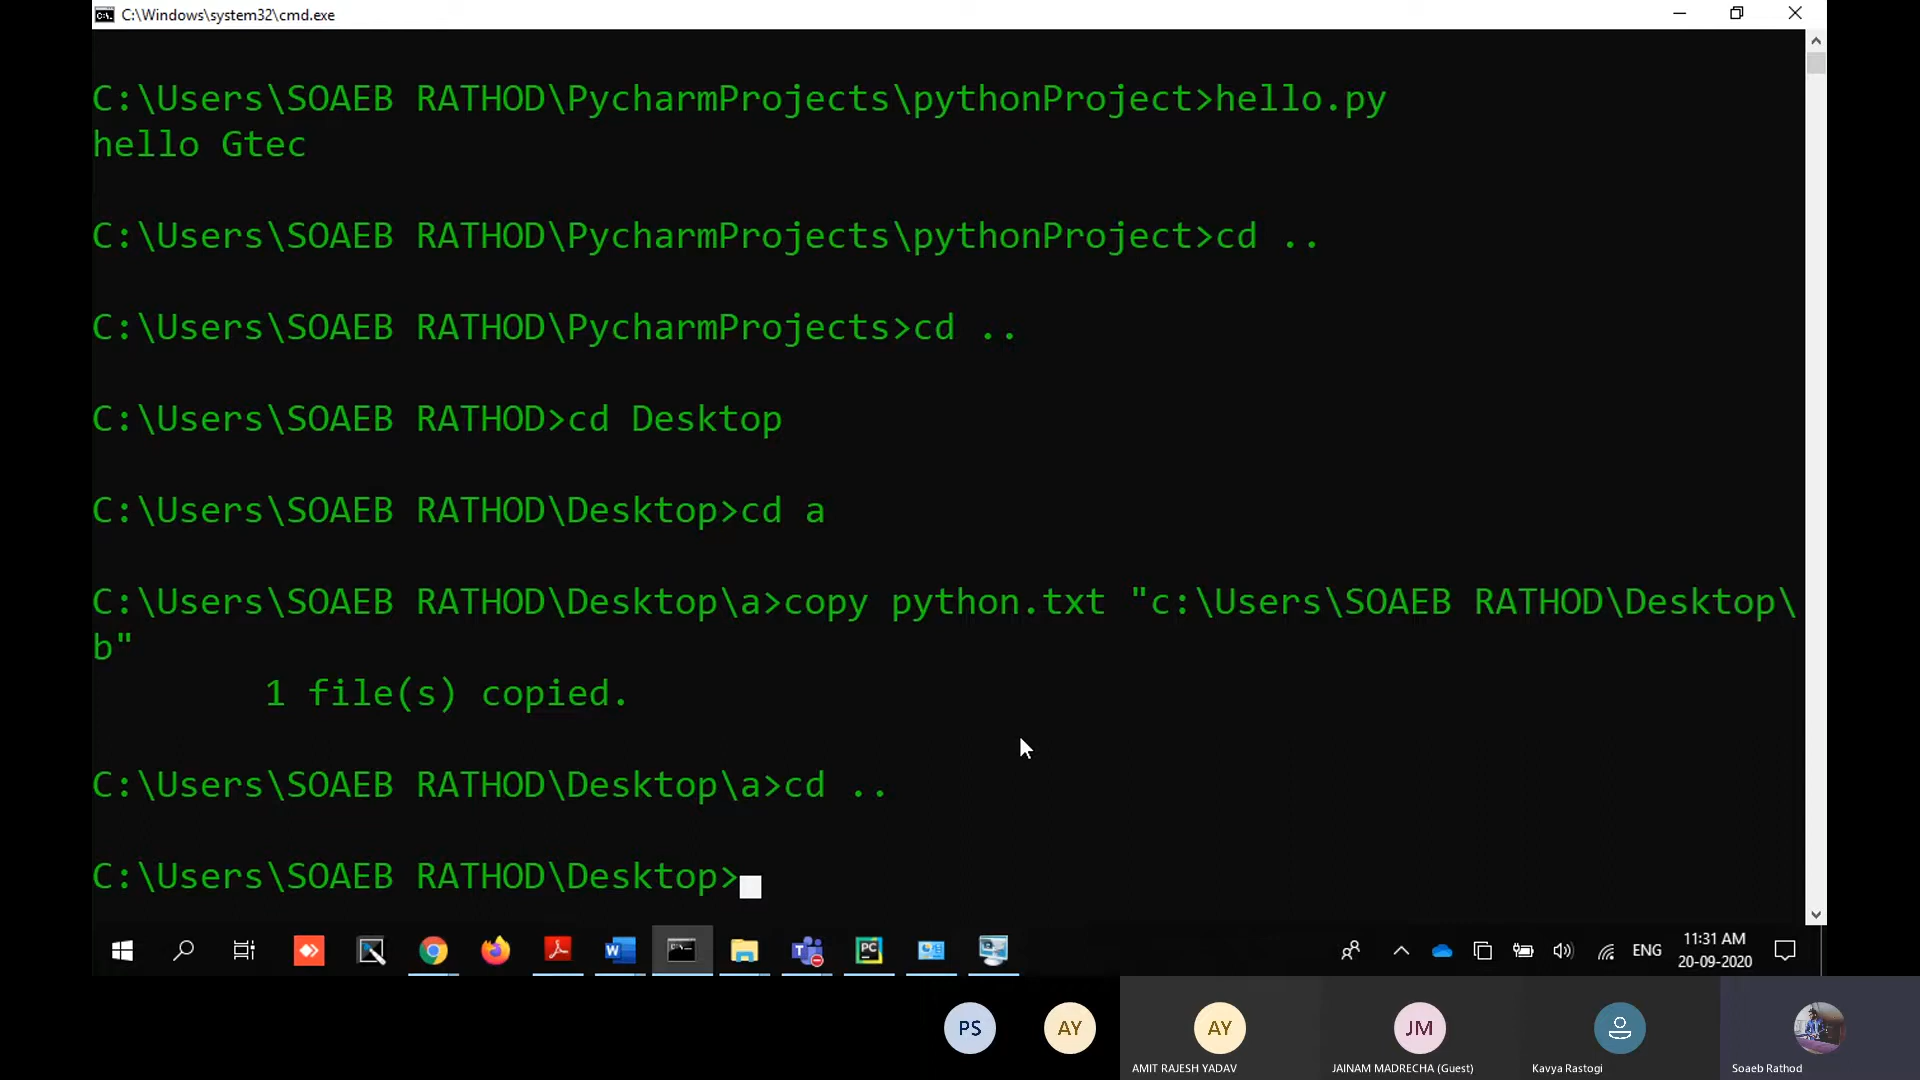 C:\Windows\system32\cmd.exe
C:\Users\SOAEB RATHOD\PycharmProjects\pythonProject>hello.py
hello Gtec
C:\Users\SOAEB RATHOD\PycharmProjects\pythonProject>cd ..
C:\Users\SOAEB RATHOD\PycharmProjects>cd ..
C:\Users\SOAEB RATHOD>cd Desktop
C:\Users\SOAEB RATHOD\Desktop>cd a
C:\Users\SOAEB RATHOD\Desktop\a>copy python.txt "c:\Users\SOAEB RATHOD\Desktop\
b"
1 file(s) copied.
C:\Users\SOAEB RATHOD\Desktop\a>cd ..
C:\Users\SOAEB RATHOD\Desktop>
ENG
11:31 AM
20-09-2020
PS
AY
AY
JM
AMIT RAJESH YADAV
JAINAM MADRECHA (Guest)
Kavya Rastogi
Soaeb Rathod